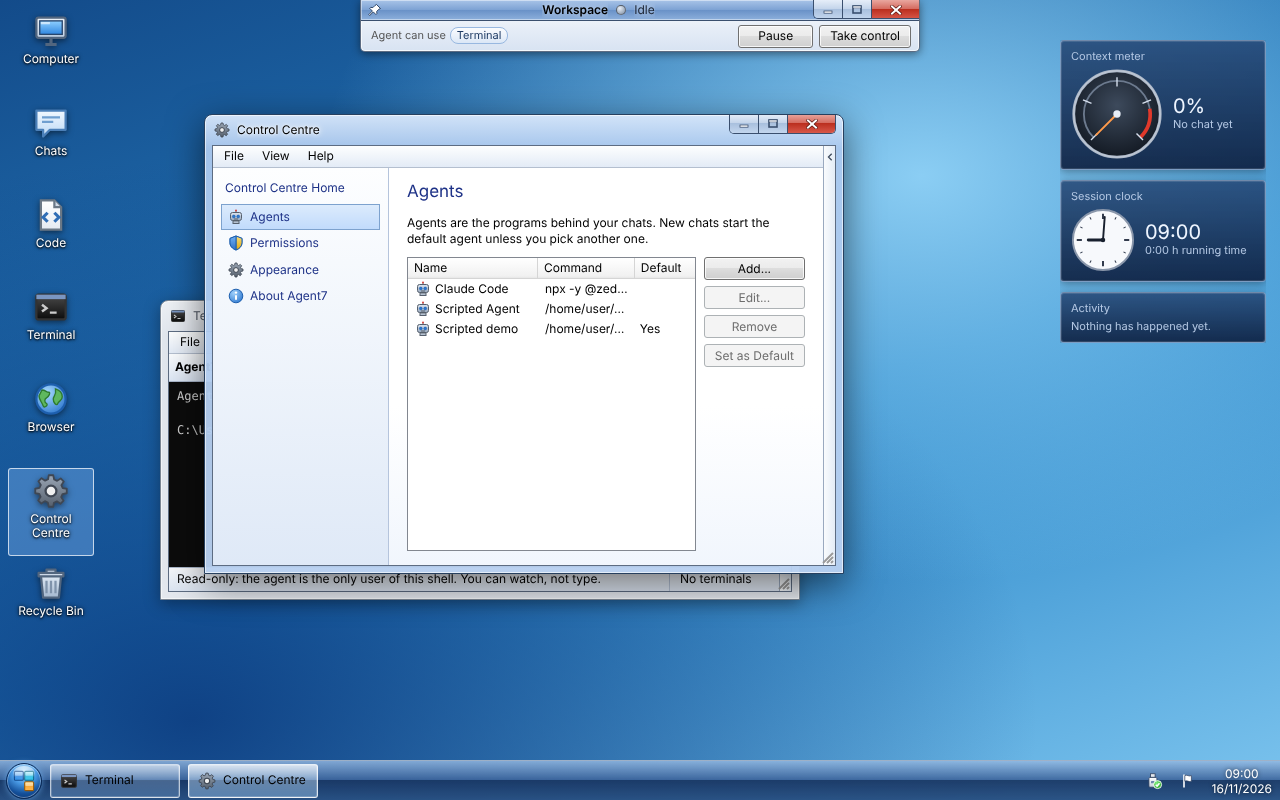 Workspace
Idle
Agent can use
Terminal
Pause
Take control
Computer
Chats
Code
Terminal
Browser
Control
Centre
Recycle Bin
Context meter
0%
No chat yet
Session clock
09:00
0:00 h running time
Activity
Nothing has happened yet.
Control Centre
File
View
Help
Control Centre Home
Agents
Permissions
Appearance
About Agent7
Agents
Agents are the programs behind your chats. New chats start the
default agent unless you pick another one.
Name Command Default
Claude Code npx -y @zed...
Scripted Agent /home/user/...
Scripted demo /home/user/... Yes
Add...
Edit...
Remove
Set as Default
Te
File
Agen
Agen
C:\U
Read-only: the agent is the only user of this shell. You can watch, not type.
No terminals
Terminal
Control Centre
09:00
16/11/2026